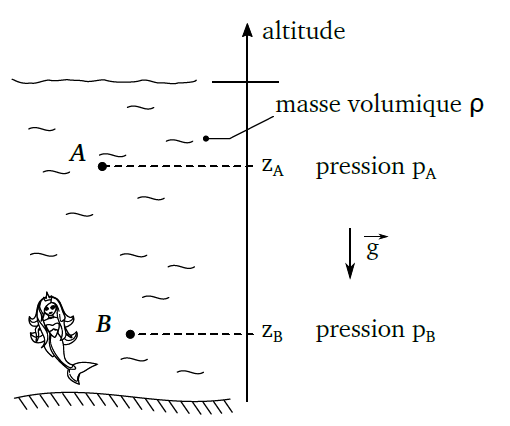 altitude
masse volumique ρ
A
z_A pression p_A
g⃗
B
z_B pression p_B